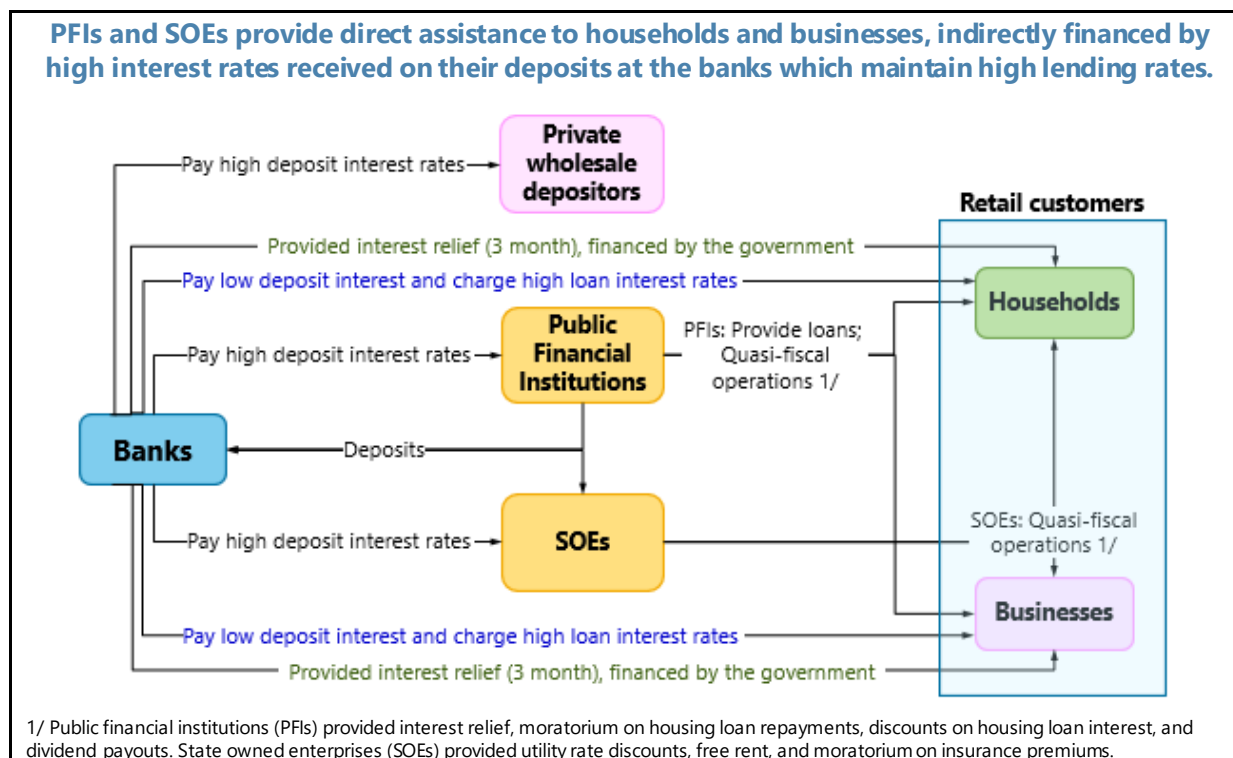 PFIs and SOEs provide direct assistance to households and businesses, indirectly financed by
high interest rates received on their deposits at the banks which maintain high lending rates.
Private
wholesale
depositors
Pay high deposit interest rates
Retail customers
Provided interest relief (3 month), financed by the government
Pay low deposit interest and charge high loan interest rates
Households
Public
Financial
Institutions
PFIs: Provide loans;
Quasi-fiscal
operations 1/
Pay high deposit interest rates
Banks
Deposits
SOEs
Pay high deposit interest rates
SOEs: Quasi-fiscal
operations 1/
Businesses
Pay low deposit interest and charge high loan interest rates
Provided interest relief (3 month), financed by the government
1/ Public financial institutions (PFIs) provided interest relief, moratorium on housing loan repayments, discounts on housing loan interest, and
dividend payouts. State owned enterprises (SOEs) provided utility rate discounts, free rent, and moratorium on insurance premiums.